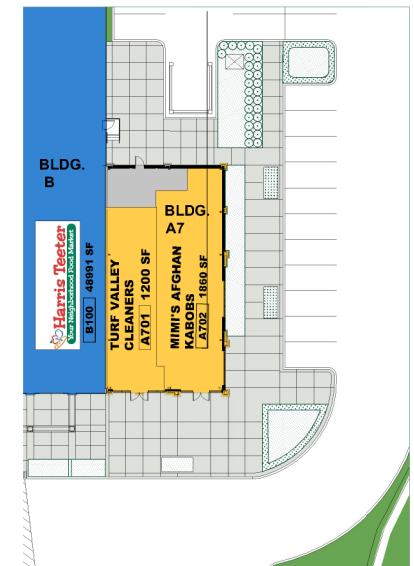 BLDG.
B
Harris Teeter
Your Neighborhood Food Market
B100 48991 SF
BLDG.
A7
TURF VALLEY
CLEANERS
A701 1200 SF
MIMI'S AFGHAN
KABOBS
A702 1860 SF